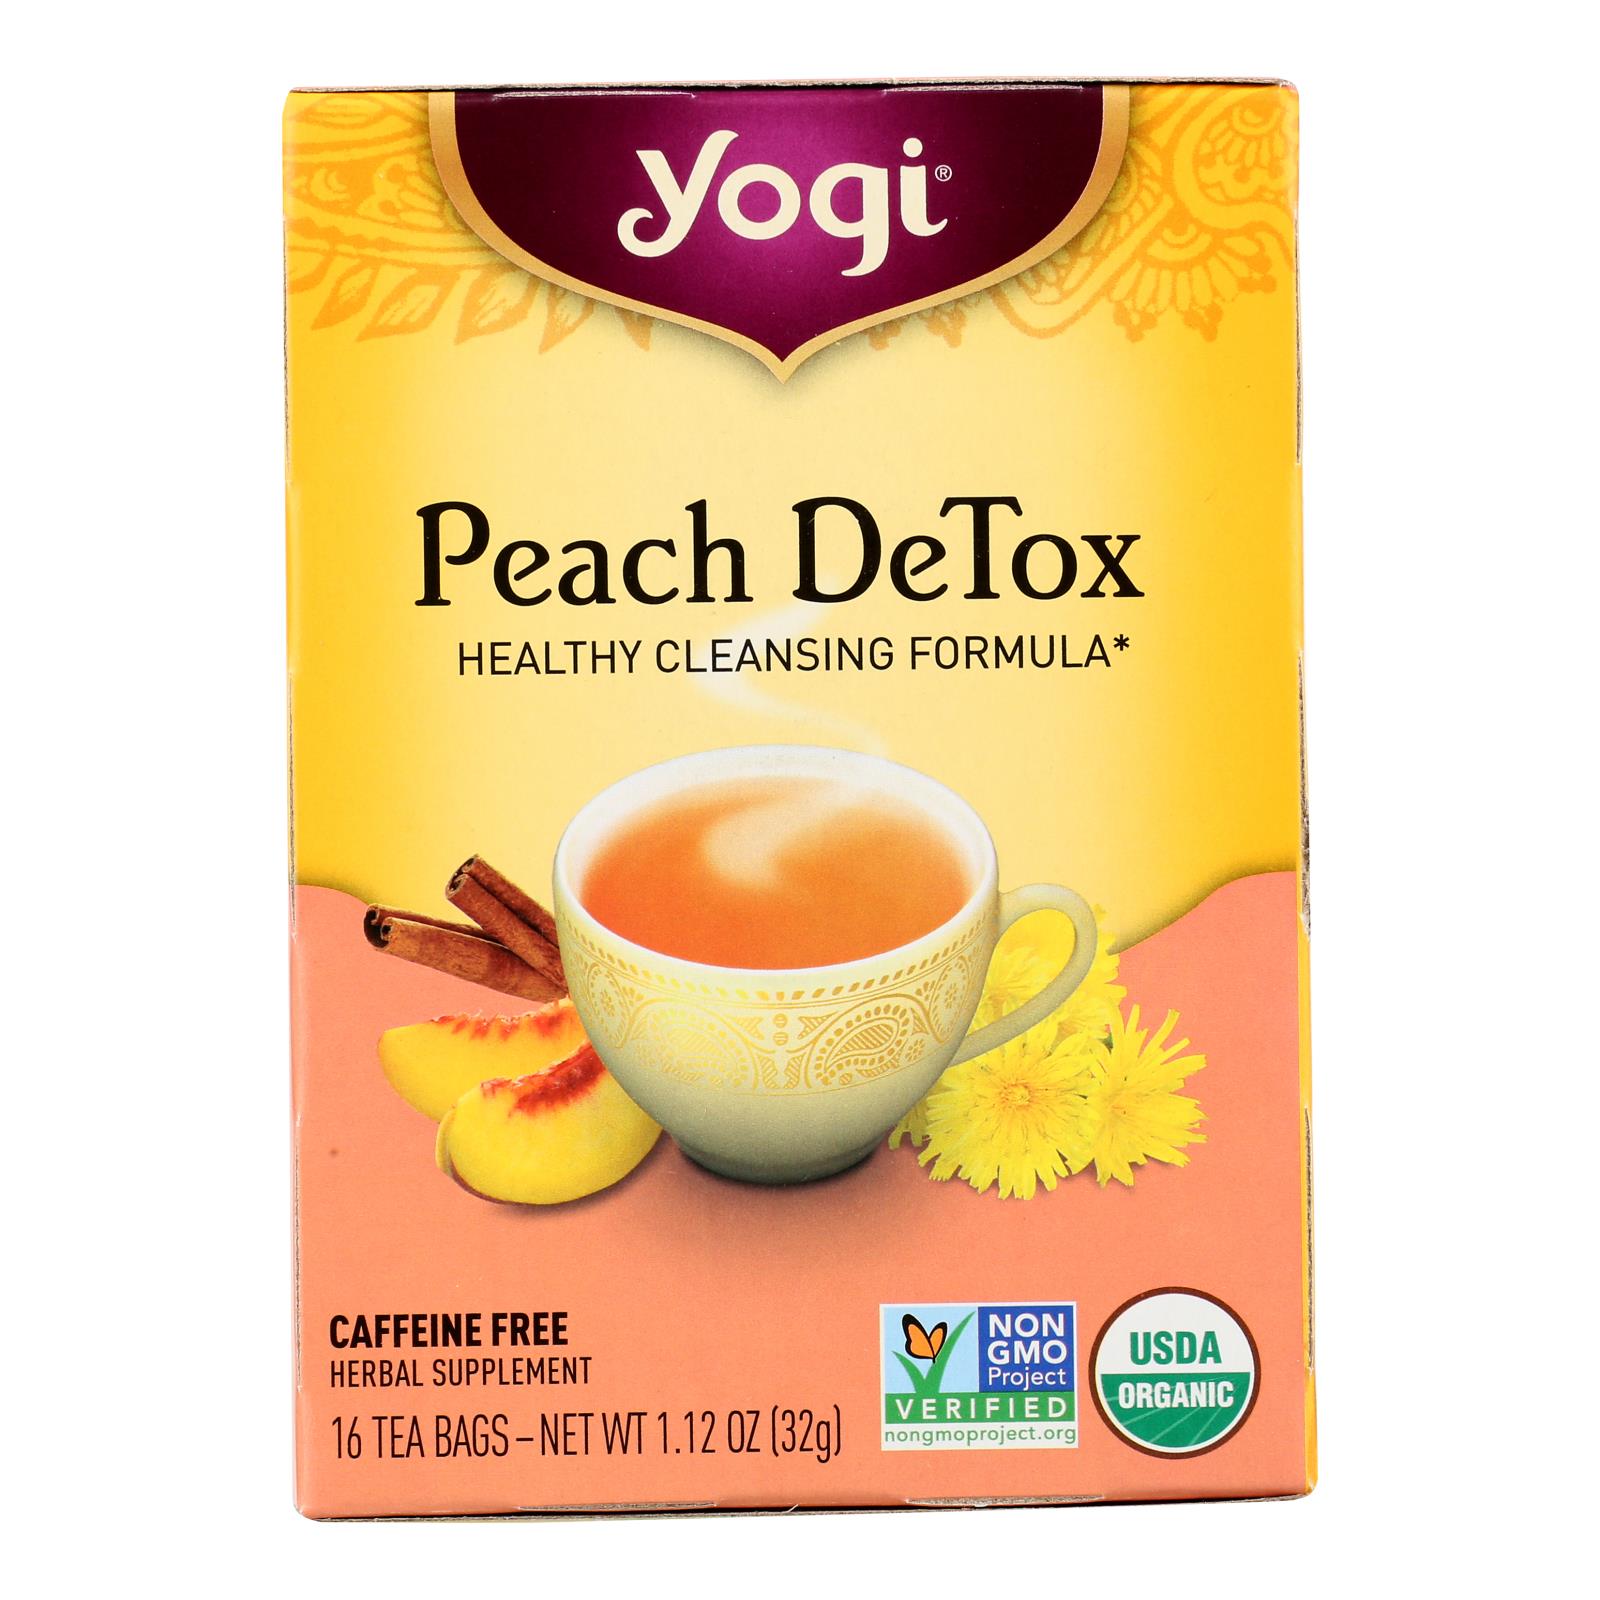 yogi®
Peach DeTox
HEALTHY CLEANSING FORMULA*
CAFFEINE FREE
HERBAL SUPPLEMENT
16 TEA BAGS – NET WT 1.12 OZ (32g)
NON
GMO
Project
VERIFIED
nongmoproject.org
USDA
ORGANIC